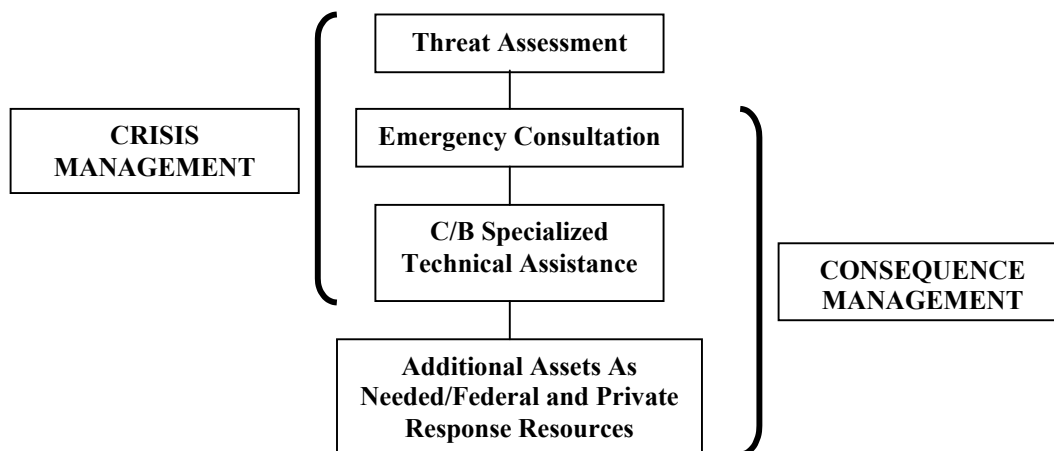 Threat Assessment
CRISIS
MANAGEMENT
Emergency Consultation
C/B Specialized
Technical Assistance
CONSEQUENCE
MANAGEMENT
Additional Assets As
Needed/Federal and Private
Response Resources